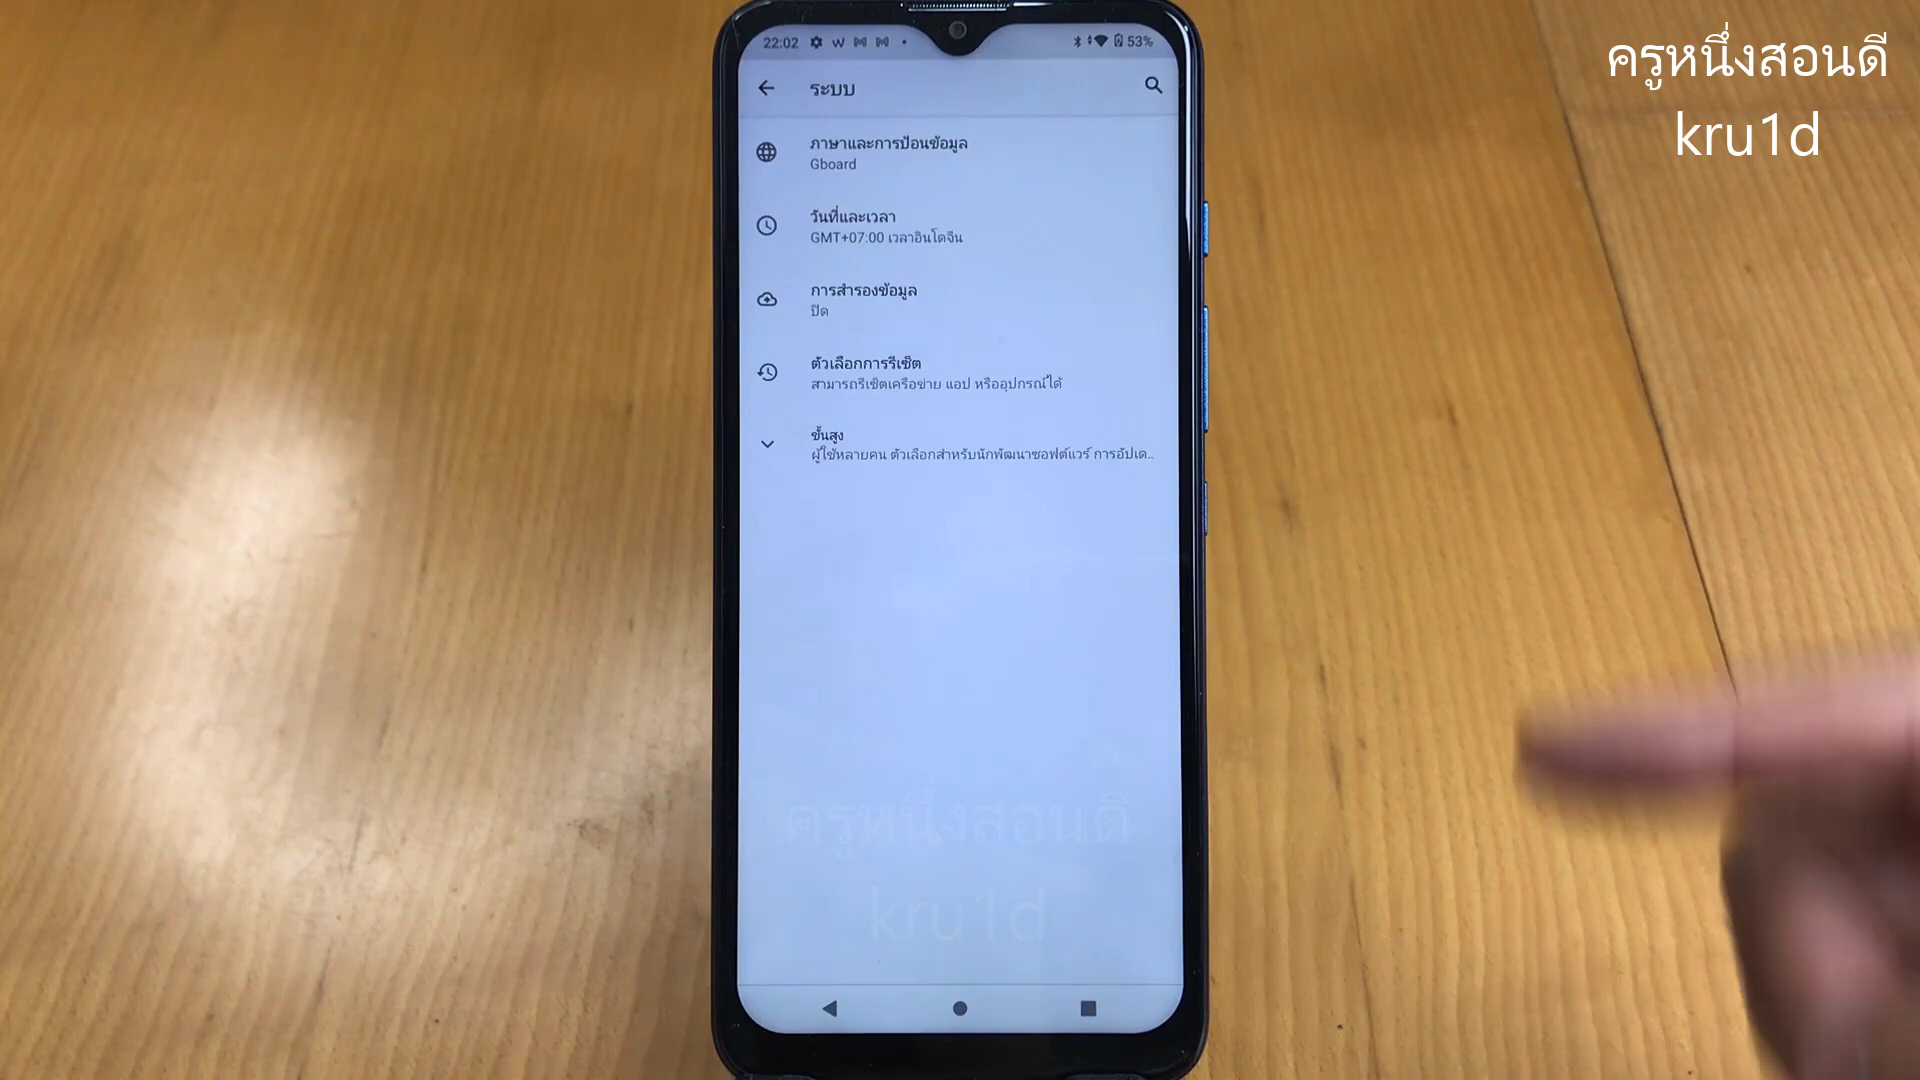 ครูหนึ่งสอนดี
kru1d
22:02
53%
ระบบ
ภาษาและการป้อนข้อมูล
Gboard
วันที่และเวลา
GMT+07:00 เวลาอินโดจีน
การสำรองข้อมูล
ปิด
ตัวเลือกการรีเซ็ต
สามารถรีเซ็ตเครือข่าย แอป หรืออุปกรณ์ได้
ขั้นสูง
ผู้ใช้หลายคน ตัวเลือกสำหรับนักพัฒนาซอฟต์แวร์ การอัปเด..
ครูหนึ่งสอนดี
kru1d